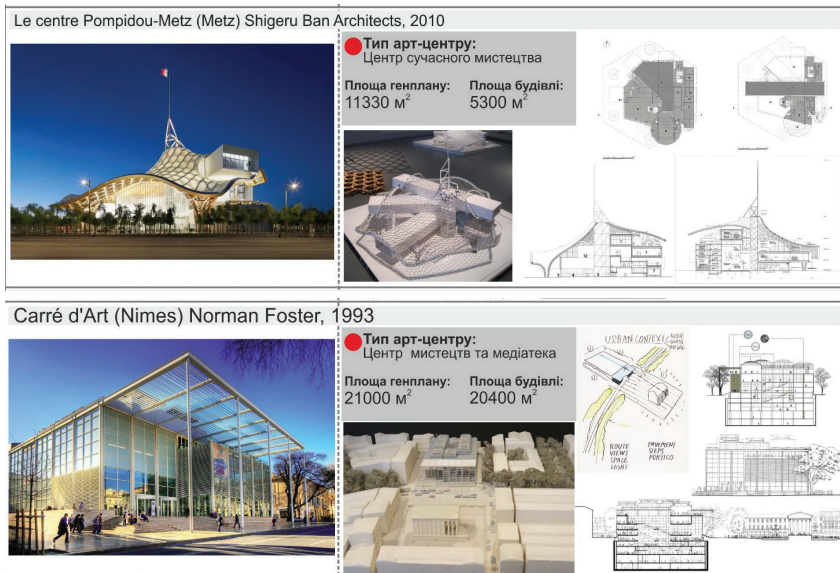 Le centre Pompidou-Metz (Metz) Shigeru Ban Architects, 2010
Тип арт-центру:
Центр сучасного мистецтва
Площа генплану: Площа будівлі:
11330 м² 5300 м²
Carré d'Art (Nimes) Norman Foster, 1993
Тип арт-центру:
Центр мистецтв та медіатека
Площа генплану: Площа будівлі:
21000 м² 20400 м²
URBAN CONTEXT
ROUTE
VIEWS
SPACE
LIGHT
PAVEMENT
STEPS
PORTICO